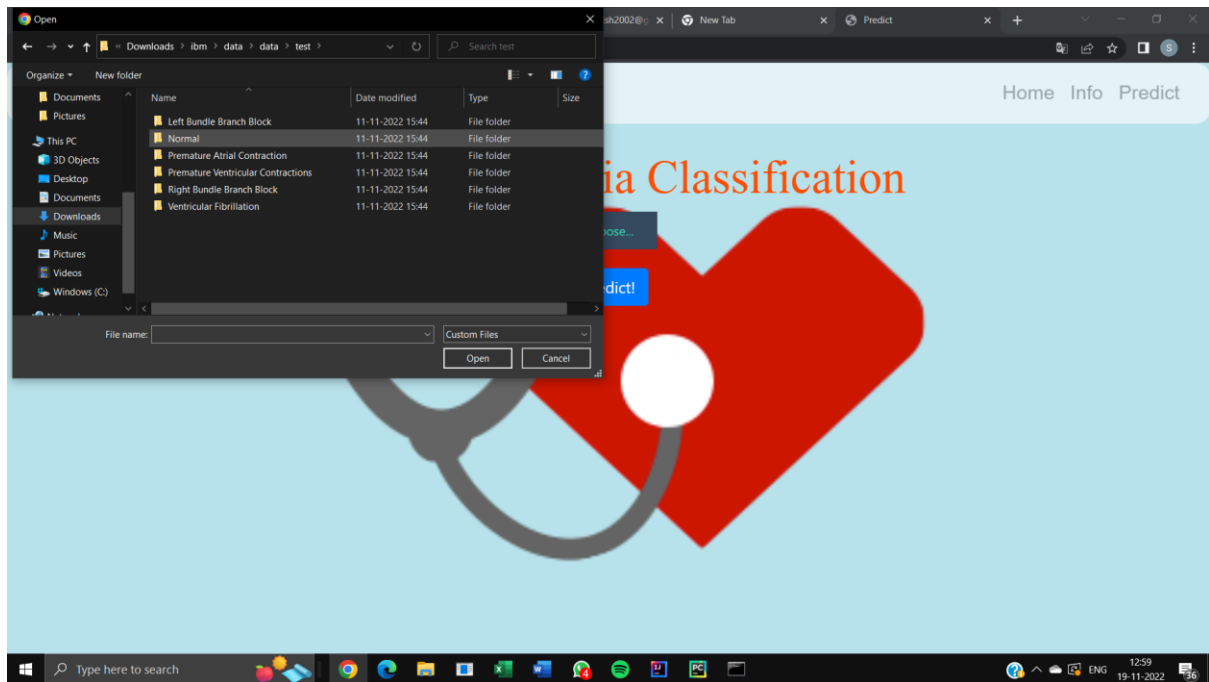 Open
sh2002@g
New Tab
Predict
Downloads > ibm > data > data > test >
Search test
Organize
New folder
Documents
Pictures
This PC
3D Objects
Desktop
Documents
Downloads
Music
Pictures
Videos
Windows (C:)
Name Date modified Type Size
Left Bundle Branch Block 11-11-2022 15:44 File folder
Normal 11-11-2022 15:44 File folder
Premature Atrial Contraction 11-11-2022 15:44 File folder
Premature Ventricular Contractions 11-11-2022 15:44 File folder
Right Bundle Branch Block 11-11-2022 15:44 File folder
Ventricular Fibrillation 11-11-2022 15:44 File folder
File name:
Custom Files
Open Cancel
Home Info Predict
ia Classification
oose...
edict!
Type here to search
ENG
12:59
19-11-2022
36